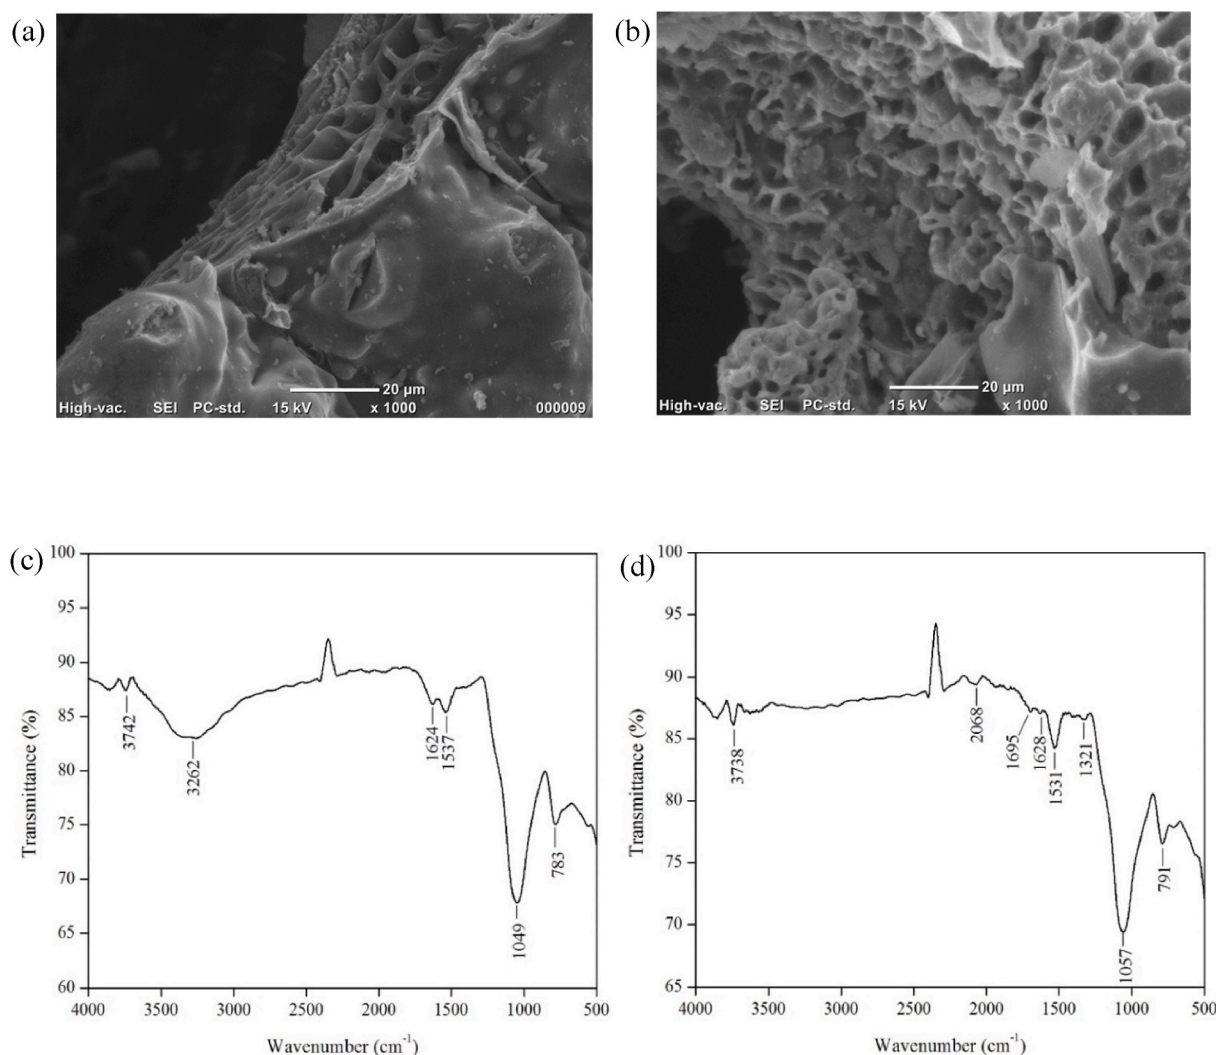 (a)
20 µm
High-vac. SEI PC-std. 15 kV x 1000 000009
(b)
20 µm
High-vac. SEI PC-std. 15 kV x 1000
(c)
100
95
90
85
80
75
70
65
60
4000 3500 3000 2500 2000 1500 1000 500
Transmittance (%)
Wavenumber (cm⁻¹)
3742
3262
1624
1537
1049
783
(d)
100
95
90
85
80
75
70
65
4000 3500 3000 2500 2000 1500 1000 500
Transmittance (%)
Wavenumber (cm⁻¹)
3738
2068
1695
1628
1531
1321
1057
791